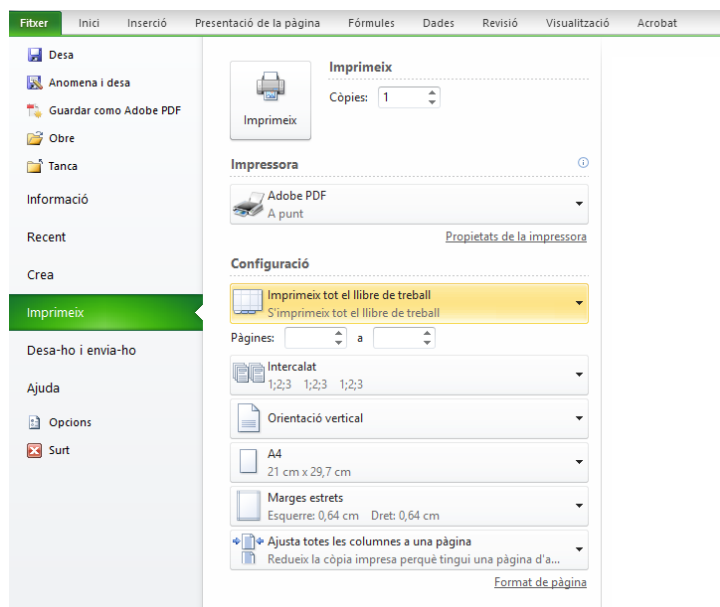 Fitxer Inici Inserció Presentació de la pàgina Fórmules Dades Revisió Visualització Acrobat
Desa
Anomena i desa
Guardar como Adobe PDF
Obre
Tanca
Informació
Recent
Crea
Imprimeix
Desa-ho i envia-ho
Ajuda
Opcions
Surt
Imprimeix
Imprimeix
Còpies: 1
Impressora
Adobe PDF
A punt
Propietats de la impressora
Configuració
Imprimeix tot el llibre de treball
S'imprimeix tot el llibre de treball
Pàgines: a
Intercalat
1;2;3 1;2;3 1;2;3
Orientació vertical
A4
21 cm x 29,7 cm
Marges estrets
Esquerre: 0,64 cm Dret: 0,64 cm
Ajusta totes les columnes a una pàgina
Redueix la còpia impresa perquè tingui una pàgina d'a...
Format de pàgina